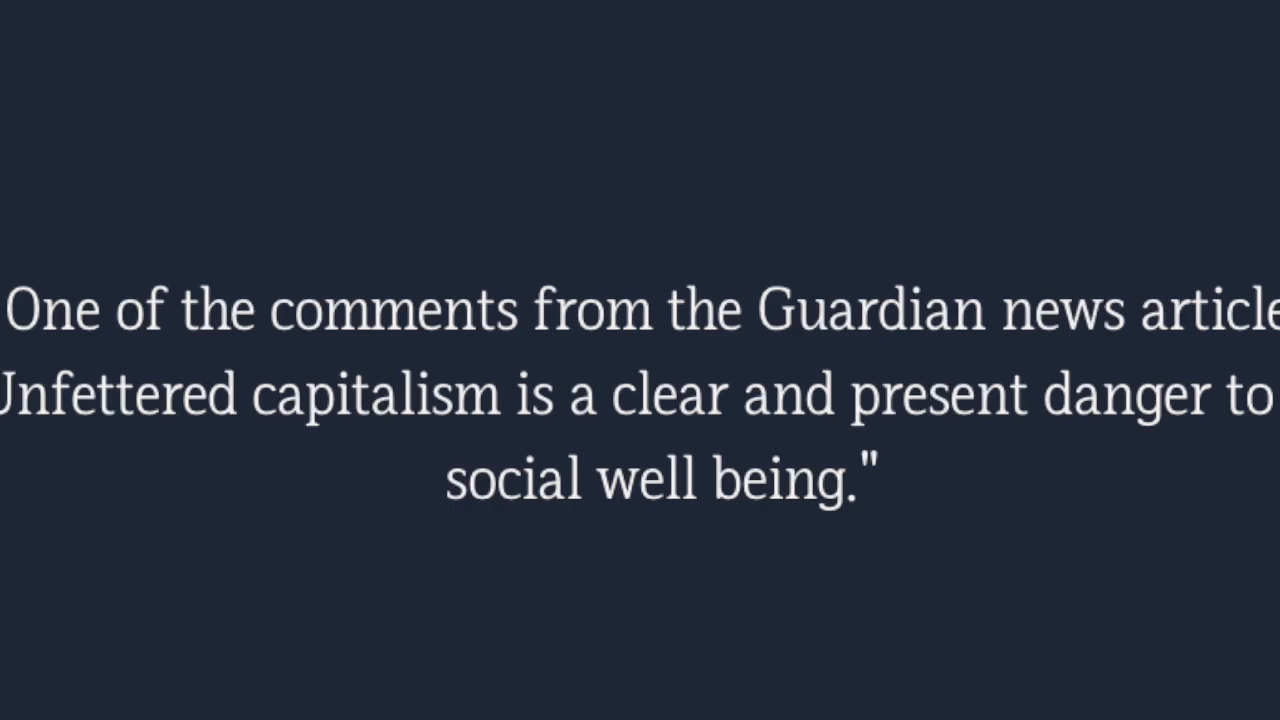 One of the comments from the Guardian news article
Unfettered capitalism is a clear and present danger to
social well being."